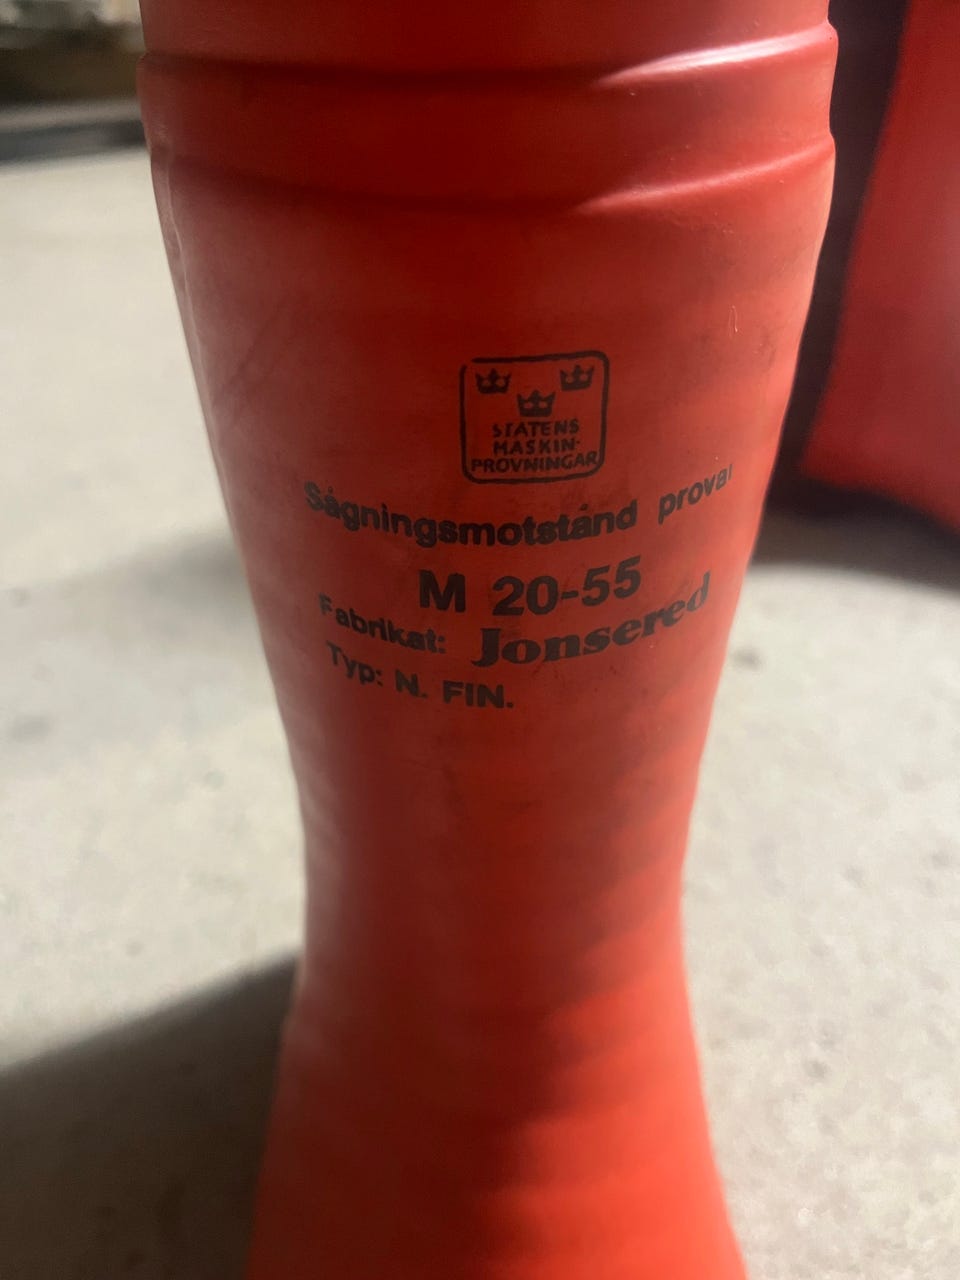 STATENS
MASKIN-
PROVNINGAR
Sågningsmotstånd provat
M 20-55
Fabrikat: Jonsered
Typ: N. FIN.